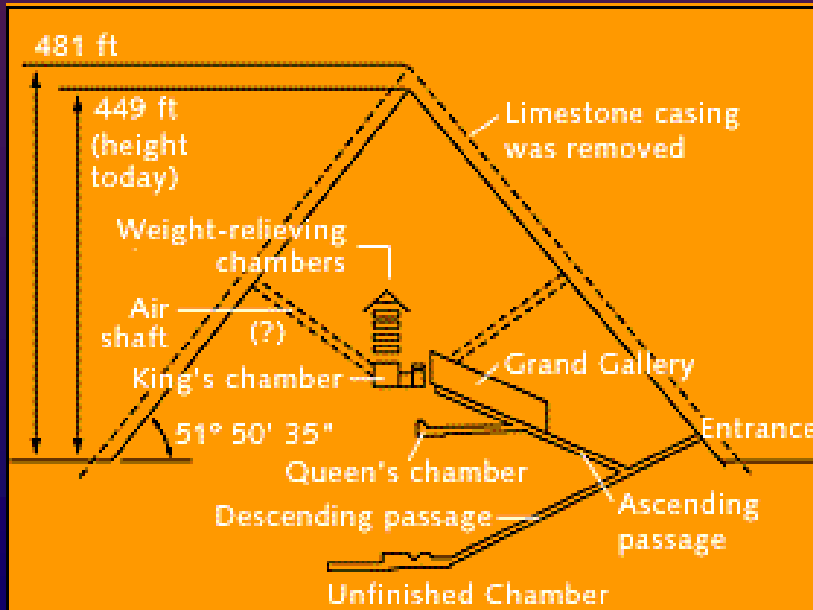 481 ft
449 ft
(height
today)
Limestone casing
was removed
Weight-relieving
chambers
Air
shaft
(?)
King's chamber
Grand Gallery
51° 50' 35"
Entrance
Queen's chamber
Ascending
passage
Descending passage
Unfinished Chamber